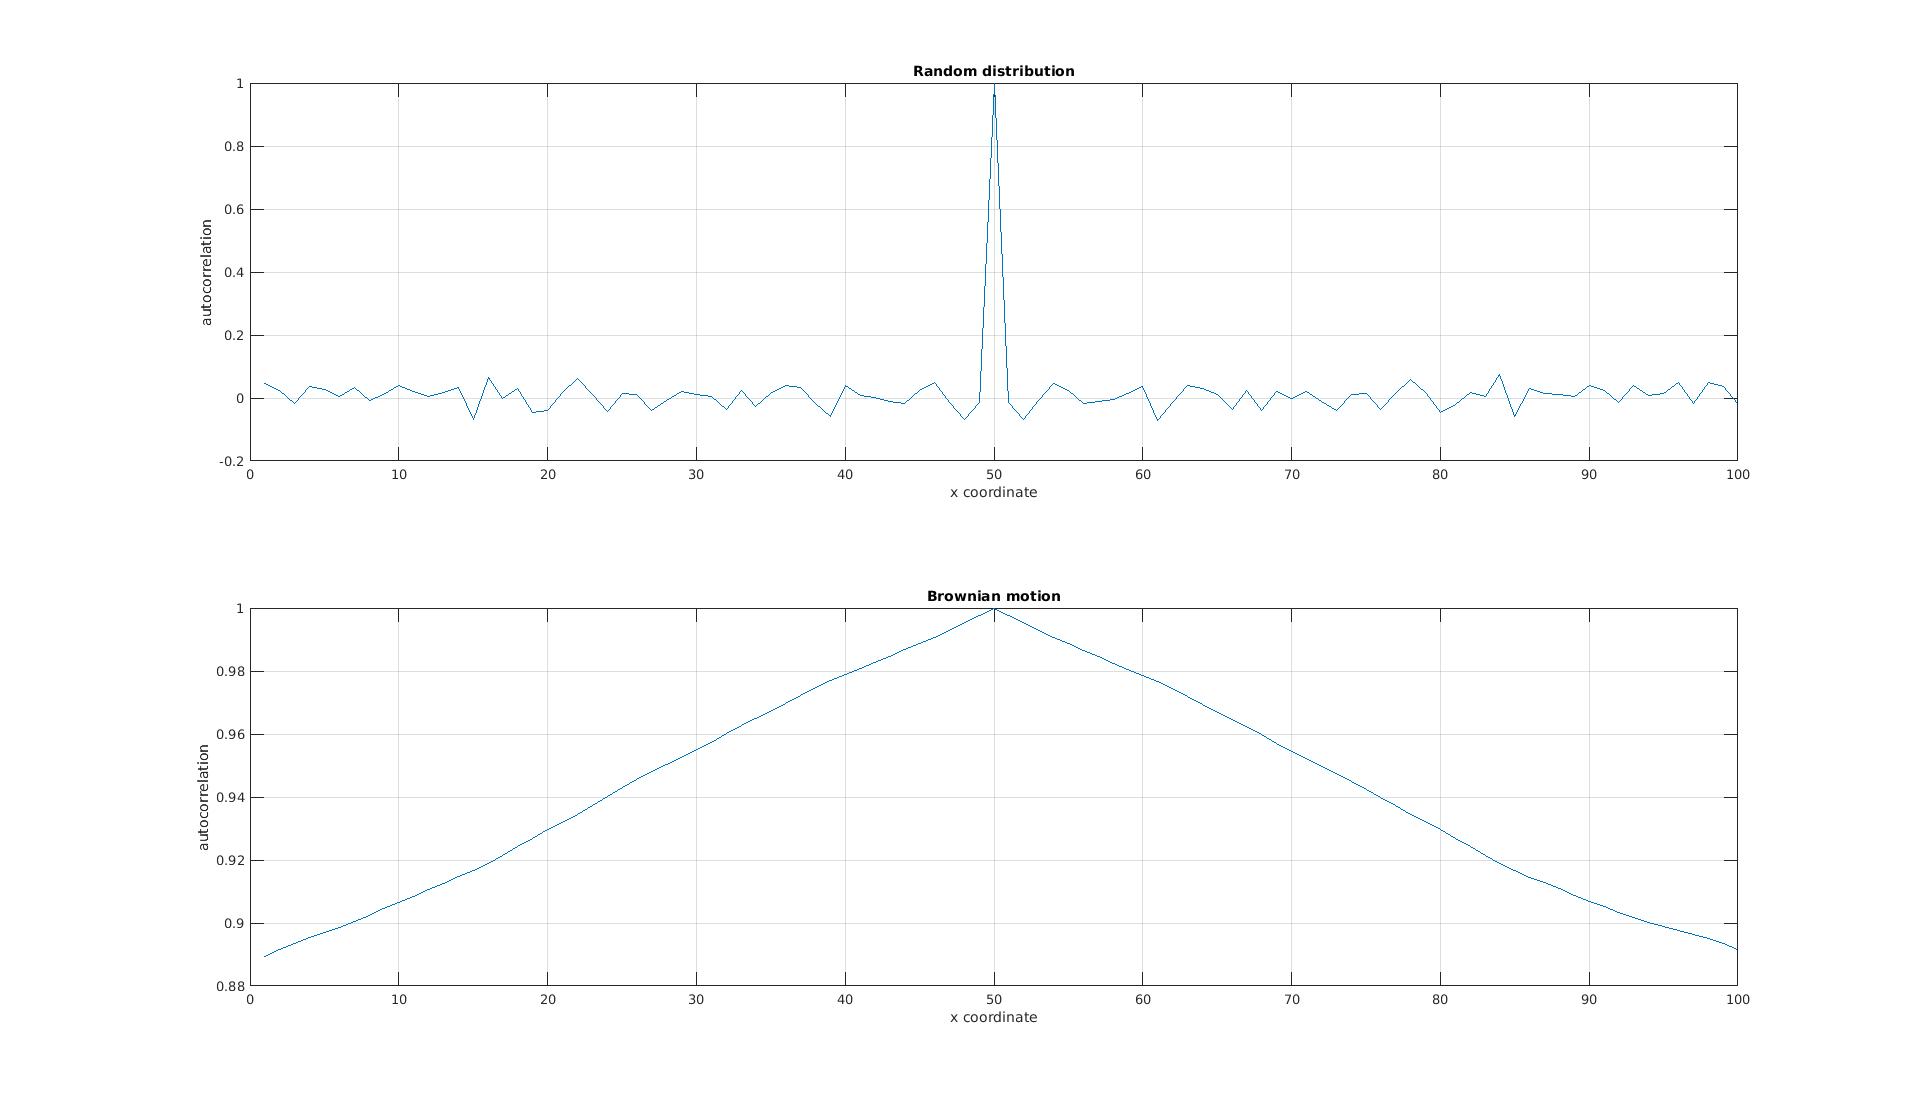 Random distribution
1
0.8
0.6
0.4
0.2
0
-0.2
autocorrelation
0 10 20 30 40 50 60 70 80 90 100
x coordinate
Brownian motion
1
0.98
0.96
0.94
0.92
0.9
0.88
autocorrelation
0 10 20 30 40 50 60 70 80 90 100
x coordinate